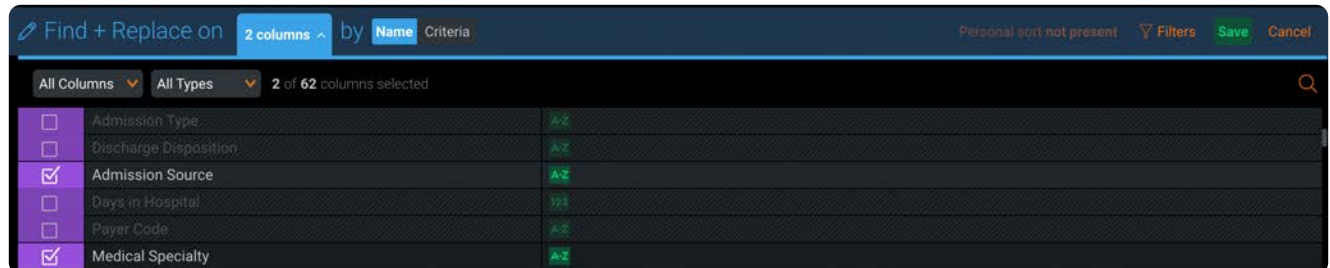 Find + Replace on 2 columns by Name Criteria Personal sort not present Filters Save Cancel
All Columns All Types 2 of 62 columns selected
Admission Type A-Z
Discharge Disposition A-Z
Admission Source A-Z
Days in Hospital 123
Payer Code A-Z
Medical Specialty A-Z